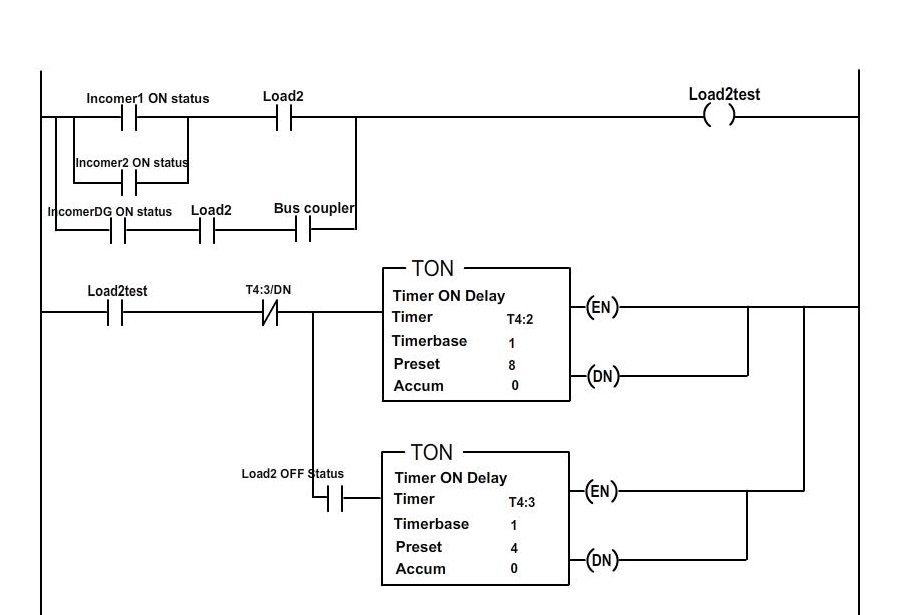 Incomer1 ON status
Load2
Load2test
Incomer2 ON status
IncomerDG ON status
Load2
Bus coupler
Load2test
T4:3/DN
TON
Timer ON Delay
Timer T4:2
Timerbase 1
Preset 8
Accum 0
EN
DN
Load2 OFF Status
TON
Timer ON Delay
Timer T4:3
Timerbase 1
Preset 4
Accum 0
EN
DN